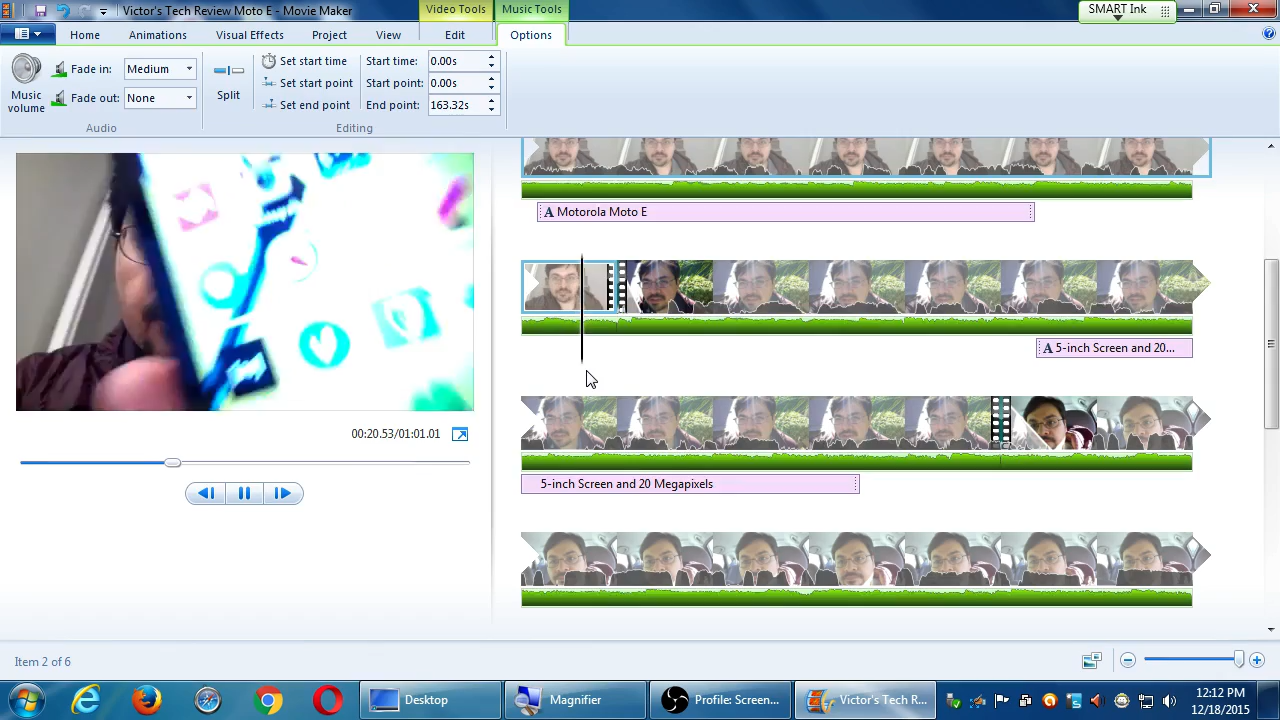 Victor's Tech Review Moto E - Movie Maker
Video Tools
Music Tools
SMART Ink
Home
Animations
Visual Effects
Project
View
Edit
Options
Music volume
Fade in:
Medium
Fade out:
None
Audio
Split
Set start time
Set start point
Set end point
Start time:
0.00s
Start point:
0.00s
End point:
163.32s
Editing
00:20.53/01:01.01
A Motorola Moto E
A 5-inch Screen and 20...
5-inch Screen and 20 Megapixels
Item 2 of 6
Desktop
Magnifier
Profile: Screen...
Victor's Tech R...
12:12 PM
12/18/2015